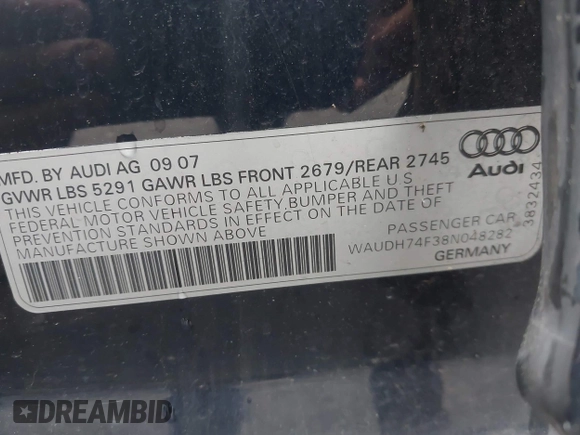 MFD. BY AUDI AG 09 07
GVWR LBS 5291 GAWR LBS FRONT 2679/REAR 2745
THIS VEHICLE CONFORMS TO ALL APPLICABLE U S
FEDERAL MOTOR VEHICLE SAFETY, BUMPER, AND THEFT
PREVENTION STANDARDS IN EFFECT ON THE DATE OF
MANUFACTURE SHOWN ABOVE
Audi
PASSENGER CAR
WAUDH74F38N048282
GERMANY
*3832434
DREAMBID